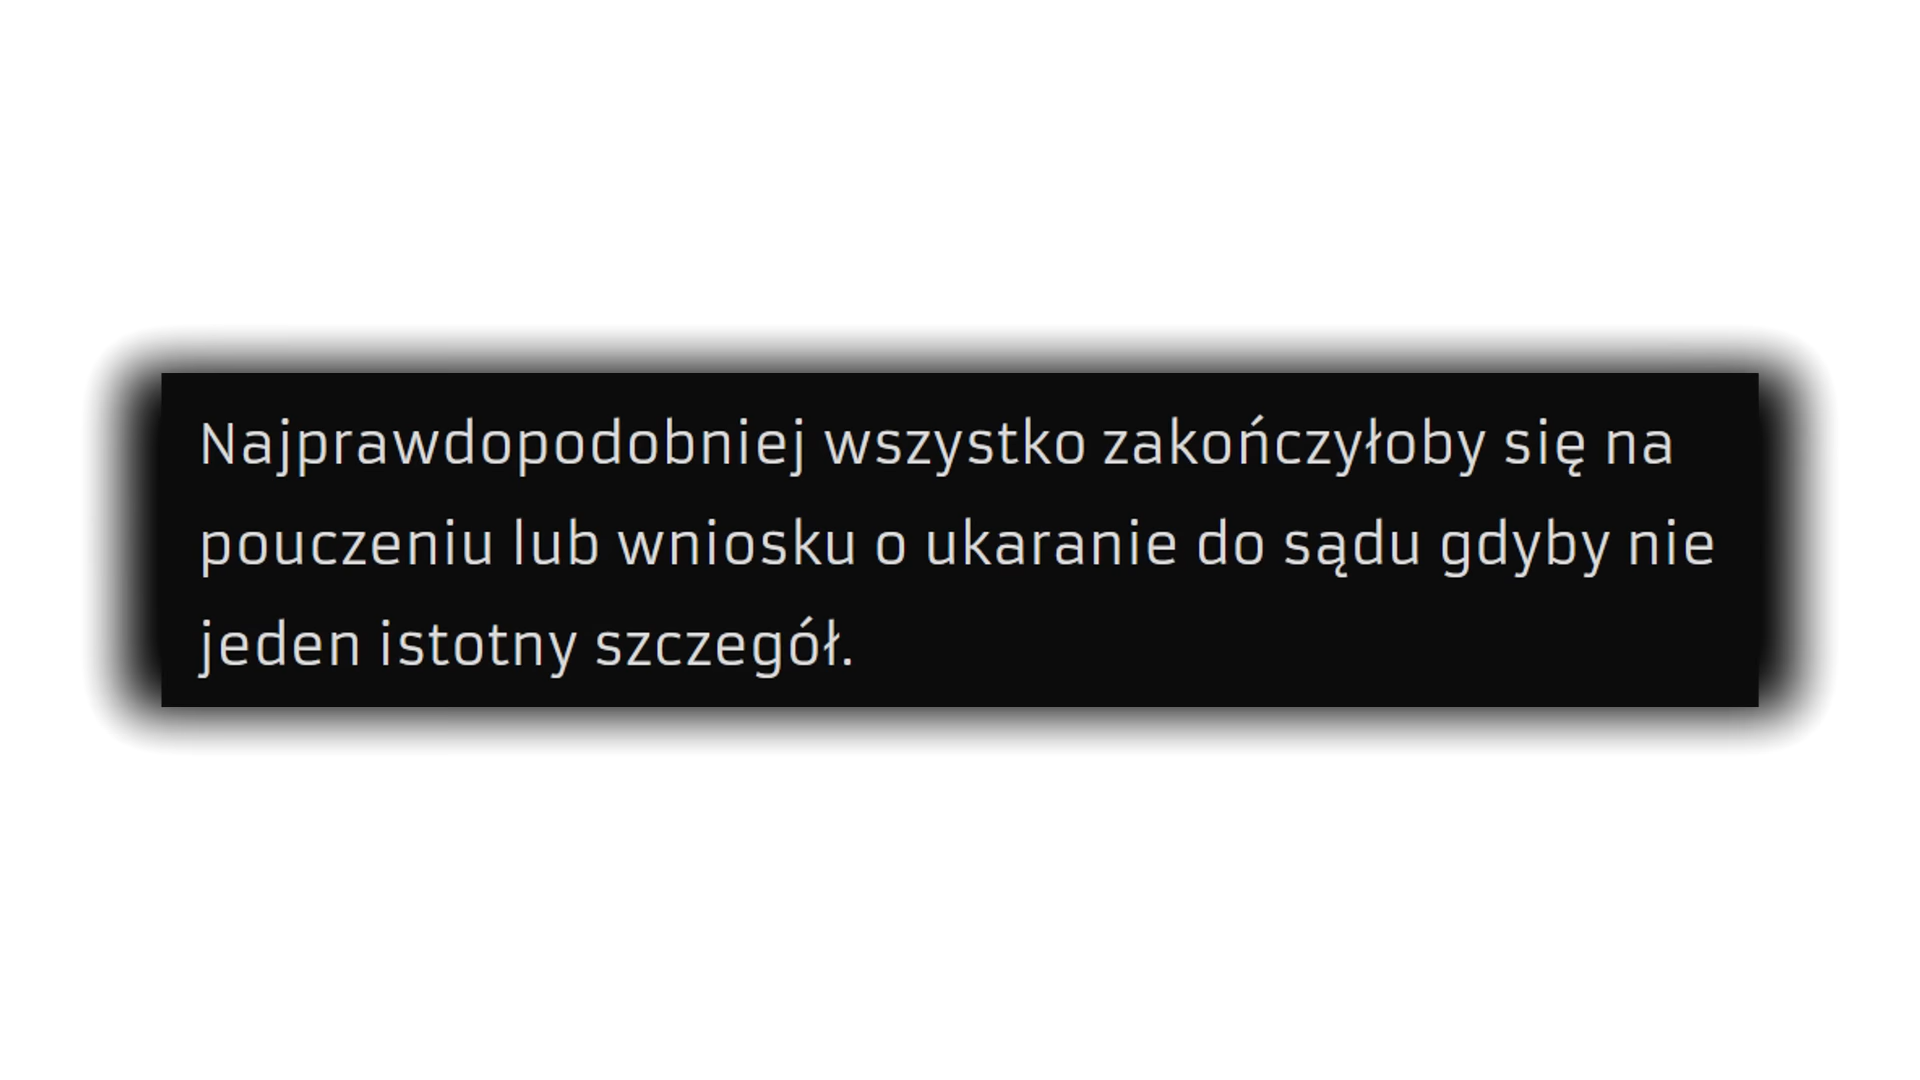 Najprawdopodobniej wszystko zakończyłoby się na
pouczeniu lub wniosku o ukaranie do sądu gdyby nie
jeden istotny szczegół.